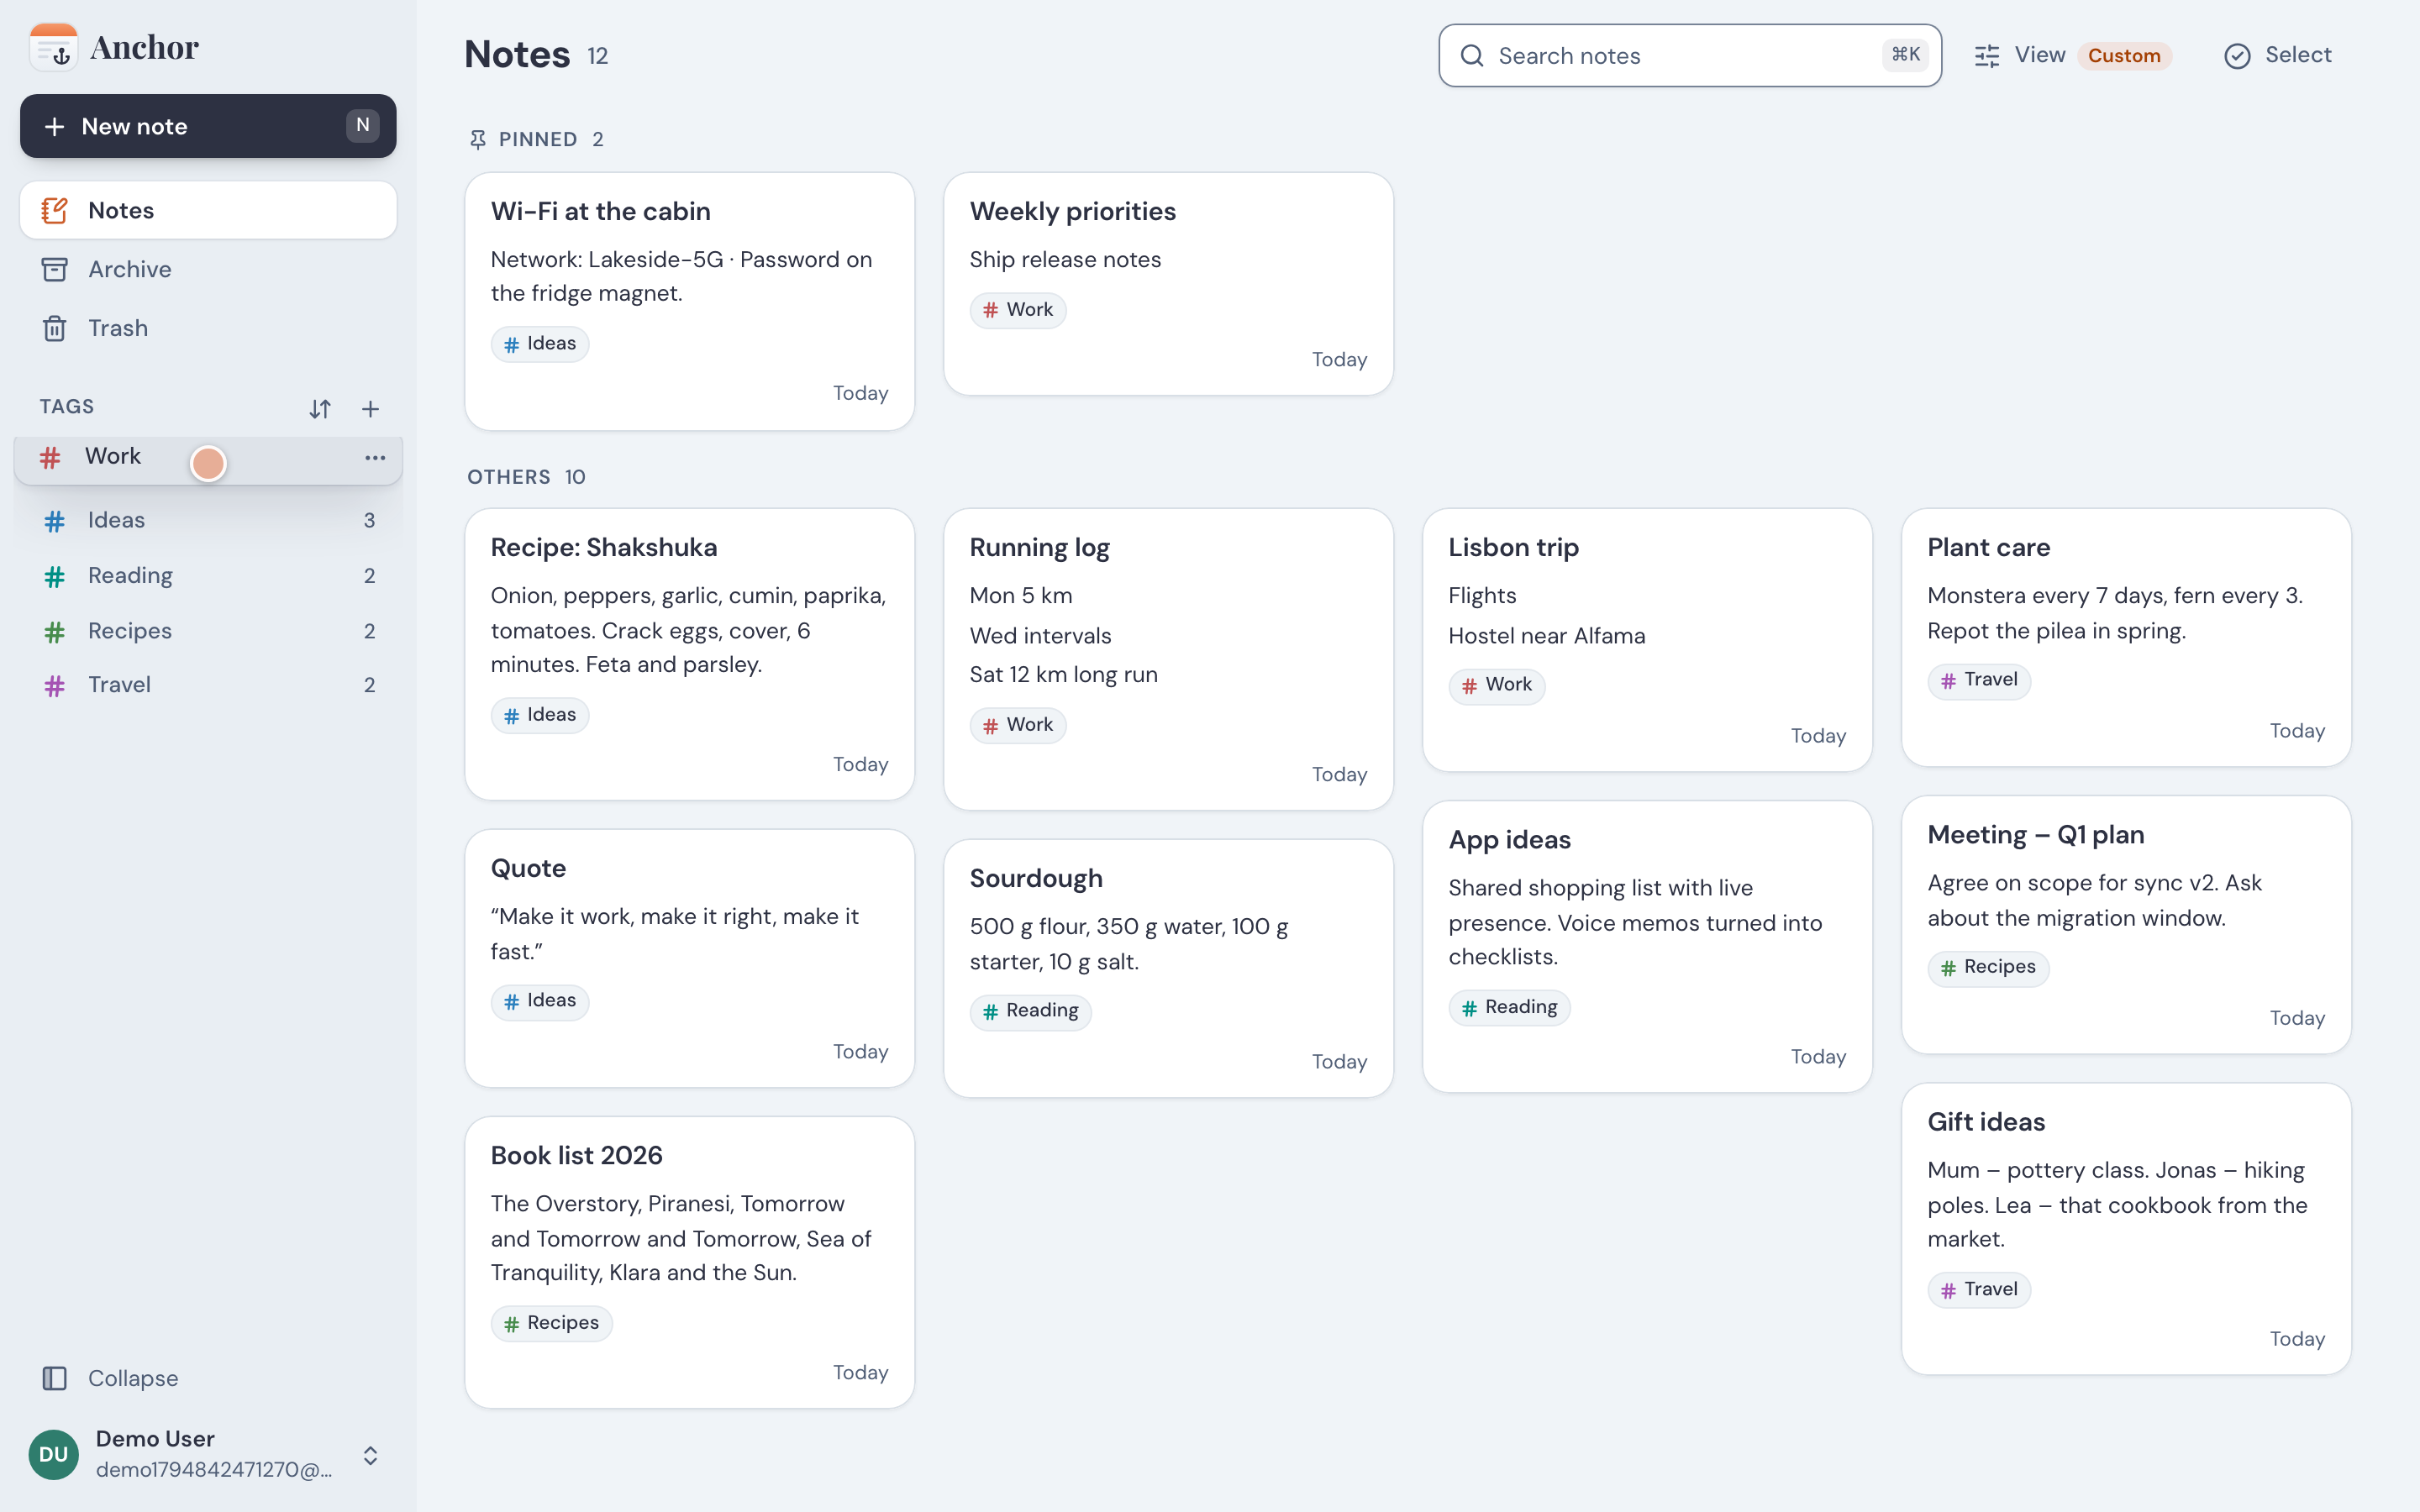 Anchor
New note
N
Notes
Archive
Trash
TAGS
Work
Ideas 3
Reading 2
Recipes 2
Travel 2
Collapse
DU
Demo User
demo1794842471270@...
Notes 12
Search notes
⌘K
View
Custom
Select
PINNED 2
Wi-Fi at the cabin
Network: Lakeside-5G · Password on
the fridge magnet.
# Ideas
Today
Weekly priorities
Ship release notes
# Work
Today
OTHERS 10
Recipe: Shakshuka
Onion, peppers, garlic, cumin, paprika,
tomatoes. Crack eggs, cover, 6
minutes. Feta and parsley.
# Ideas
Today
Running log
Mon 5 km
Wed intervals
Sat 12 km long run
# Work
Today
Lisbon trip
Flights
Hostel near Alfama
# Work
Today
Plant care
Monstera every 7 days, fern every 3.
Repot the pilea in spring.
# Travel
Today
Quote
“Make it work, make it right, make it
fast.”
# Ideas
Today
Sourdough
500 g flour, 350 g water, 100 g
starter, 10 g salt.
# Reading
Today
App ideas
Shared shopping list with live
presence. Voice memos turned into
checklists.
# Reading
Today
Meeting – Q1 plan
Agree on scope for sync v2. Ask
about the migration window.
# Recipes
Today
Book list 2026
The Overstory, Piranesi, Tomorrow
and Tomorrow and Tomorrow, Sea of
Tranquility, Klara and the Sun.
# Recipes
Today
Gift ideas
Mum – pottery class. Jonas – hiking
poles. Lea – that cookbook from the
market.
# Travel
Today